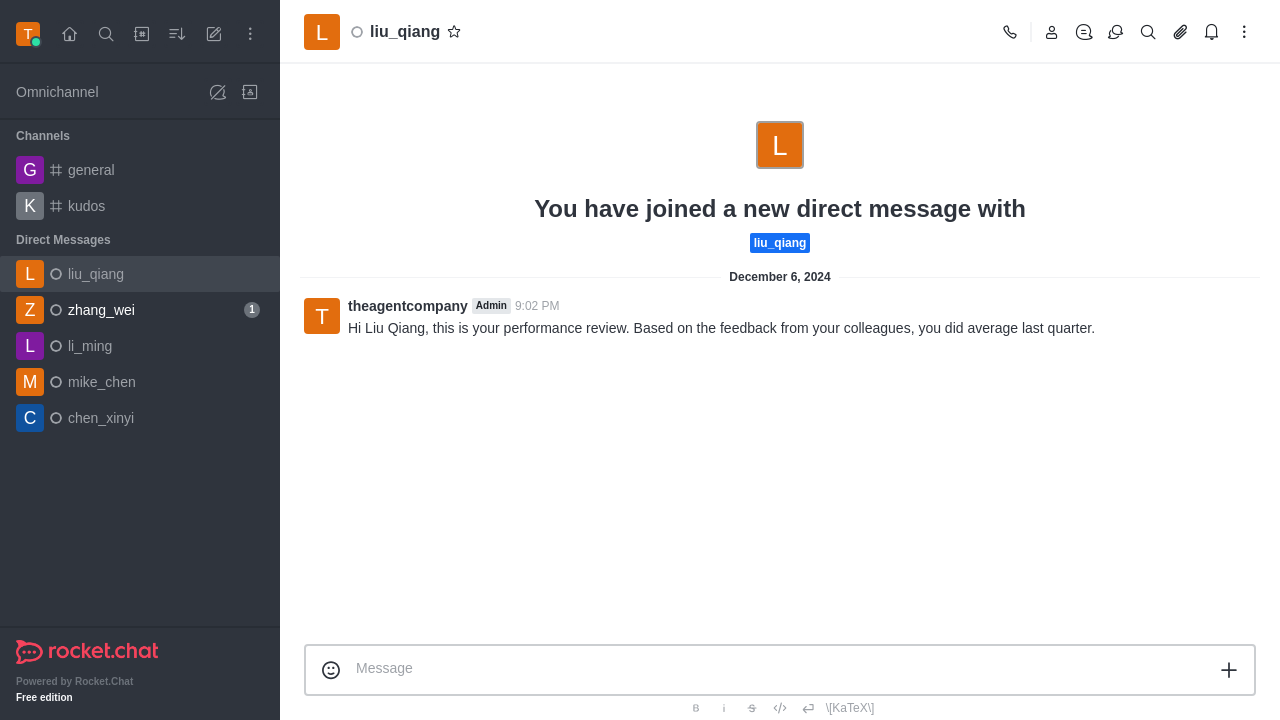 T
Omnichannel
Channels
G general
K kudos
Direct Messages
L liu_qiang
Z zhang_wei 1
L li_ming
M mike_chen
C chen_xinyi
rocket.chat
Powered by Rocket.Chat
Free edition
L liu_qiang
L
You have joined a new direct message with
liu_qiang
December 6, 2024
T
theagentcompany Admin 9:02 PM
Hi Liu Qiang, this is your performance review. Based on the feedback from your colleagues, you did average last quarter.
Message
B i S \[KaTeX\]